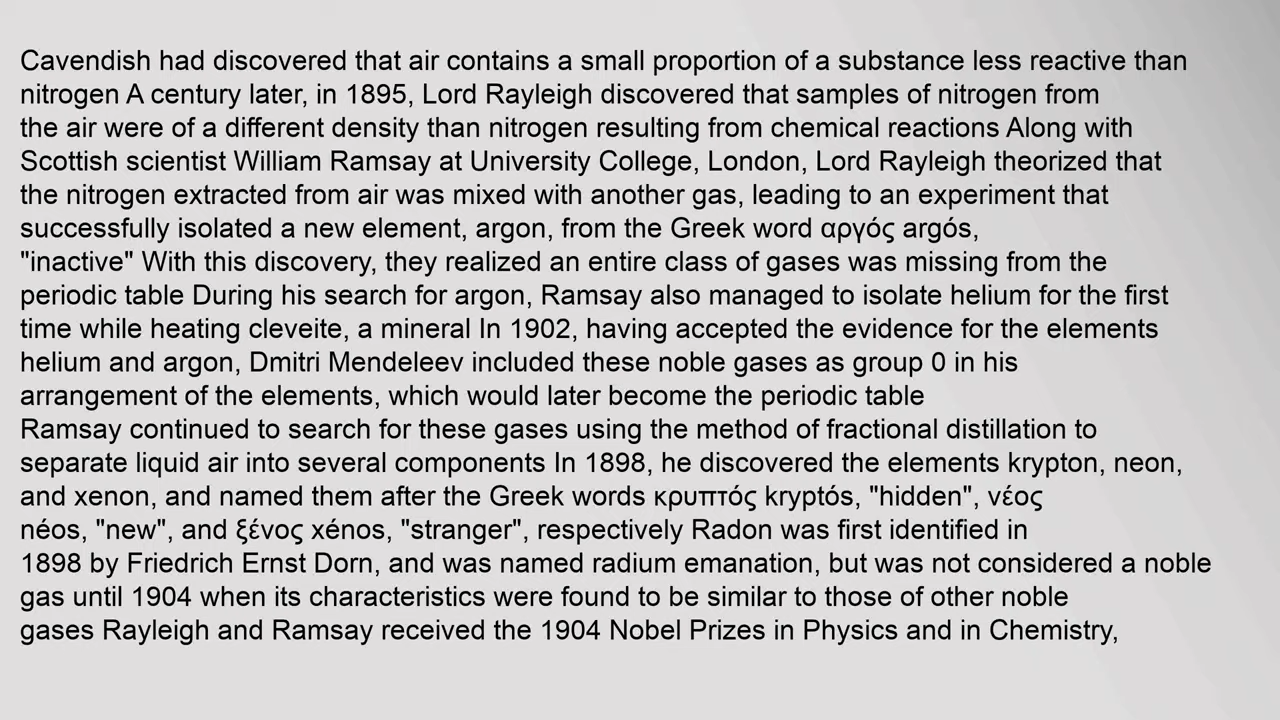 Cavendish had discovered that air contains a small proportion of a substance less reactive than
nitrogen A century later, in 1895, Lord Rayleigh discovered that samples of nitrogen from
the air were of a different density than nitrogen resulting from chemical reactions Along with
Scottish scientist William Ramsay at University College, London, Lord Rayleigh theorized that
the nitrogen extracted from air was mixed with another gas, leading to an experiment that
successfully isolated a new element, argon, from the Greek word αργός argós,
"inactive" With this discovery, they realized an entire class of gases was missing from the
periodic table During his search for argon, Ramsay also managed to isolate helium for the first
time while heating cleveite, a mineral In 1902, having accepted the evidence for the elements
helium and argon, Dmitri Mendeleev included these noble gases as group 0 in his
arrangement of the elements, which would later become the periodic table
Ramsay continued to search for these gases using the method of fractional distillation to
separate liquid air into several components In 1898, he discovered the elements krypton, neon,
and xenon, and named them after the Greek words κρυπτός kryptós, "hidden", νέος
néos, "new", and ξένος xénos, "stranger", respectively Radon was first identified in
1898 by Friedrich Ernst Dorn, and was named radium emanation, but was not considered a noble
gas until 1904 when its characteristics were found to be similar to those of other noble
gases Rayleigh and Ramsay received the 1904 Nobel Prizes in Physics and in Chemistry,